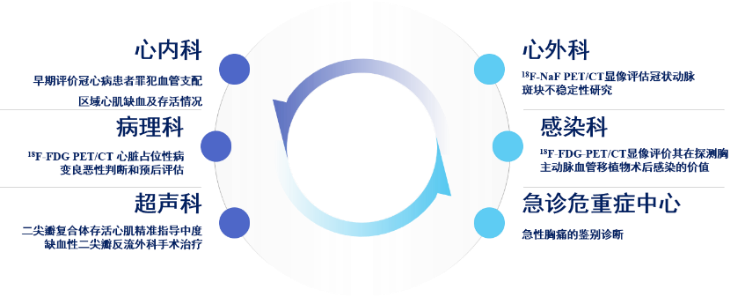 心内科
早期评价冠心病患者罪犯血管支配
区域心肌缺血及存活情况
病理科
¹⁸F-FDG PET/CT 心脏占位性病
变良恶性判断和预后评估
超声科
二尖瓣复合体存活心肌精准指导中度
缺血性二尖瓣反流外科手术治疗
心外科
¹⁸F-NaF PET/CT显像评估冠状动脉
斑块不稳定性研究
感染科
¹⁸F-FDG-PET/CT显像评价其在探测胸
主动脉血管移植物术后感染的价值
急诊危重症中心
急性胸痛的鉴别诊断